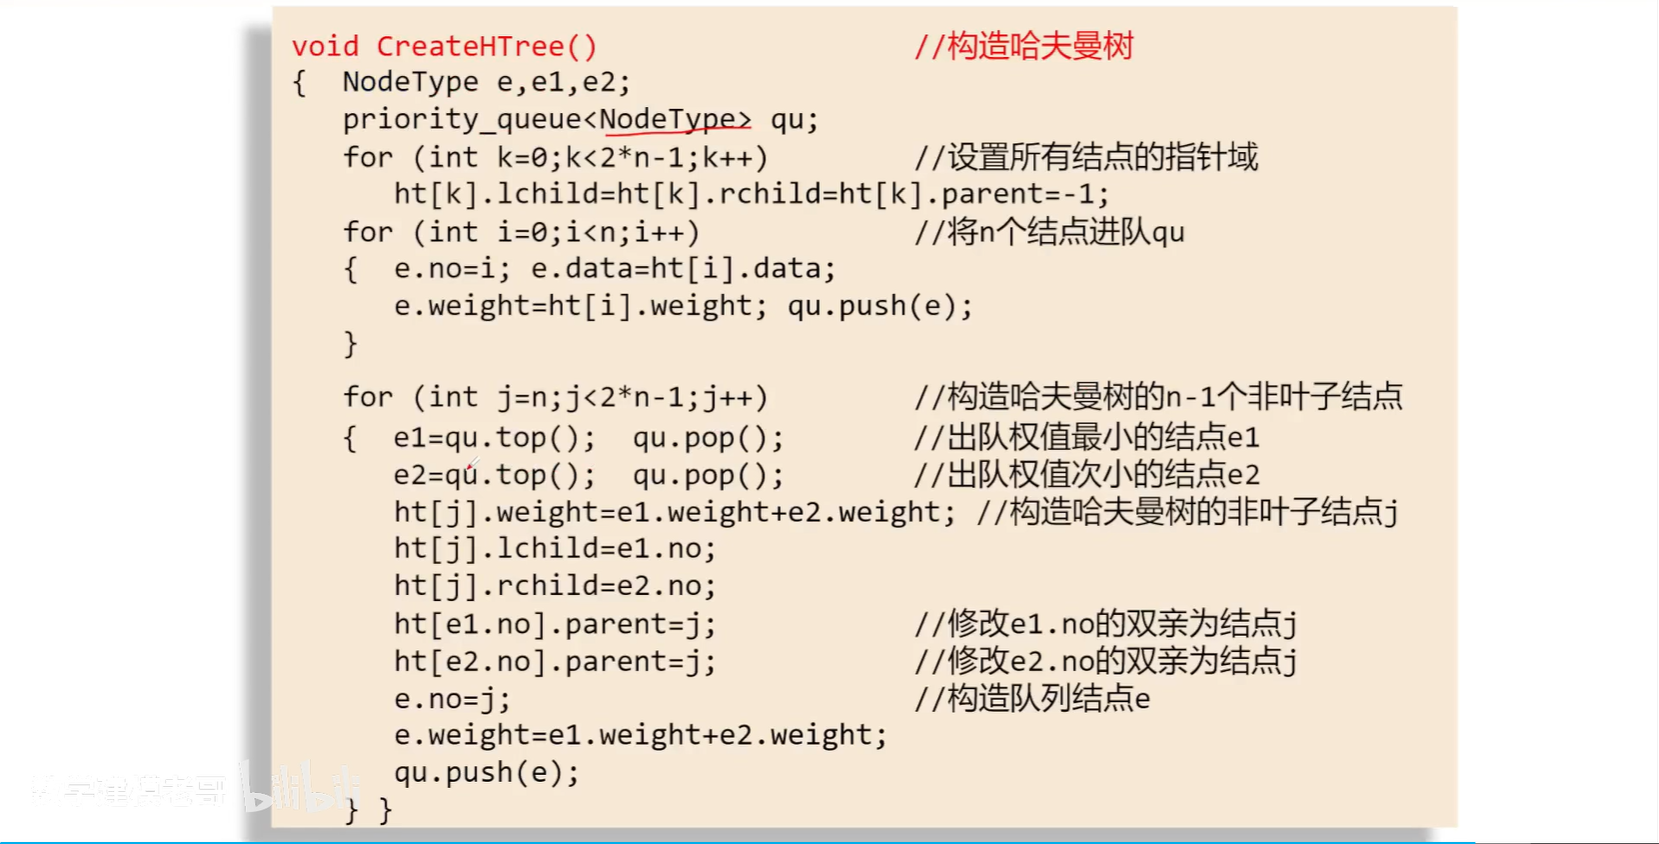 void CreateHTree() //构造哈夫曼树
{ NodeType e,e1,e2;
priority_queue<NodeType> qu;
for (int k=0;k<2*n-1;k++) //设置所有结点的指针域
ht[k].lchild=ht[k].rchild=ht[k].parent=-1;
for (int i=0;i<n;i++) //将n个结点进队qu
{ e.no=i; e.data=ht[i].data;
e.weight=ht[i].weight; qu.push(e);
}
for (int j=n;j<2*n-1;j++) //构造哈夫曼树的n-1个非叶子结点
{ e1=qu.top(); qu.pop(); //出队权值最小的结点e1
e2=qu.top(); qu.pop(); //出队权值次小的结点e2
ht[j].weight=e1.weight+e2.weight; //构造哈夫曼树的非叶子结点j
ht[j].lchild=e1.no;
ht[j].rchild=e2.no;
ht[e1.no].parent=j; //修改e1.no的双亲为结点j
ht[e2.no].parent=j; //修改e2.no的双亲为结点j
e.no=j; //构造队列结点e
e.weight=e1.weight+e2.weight;
qu.push(e);
} }
bilibili